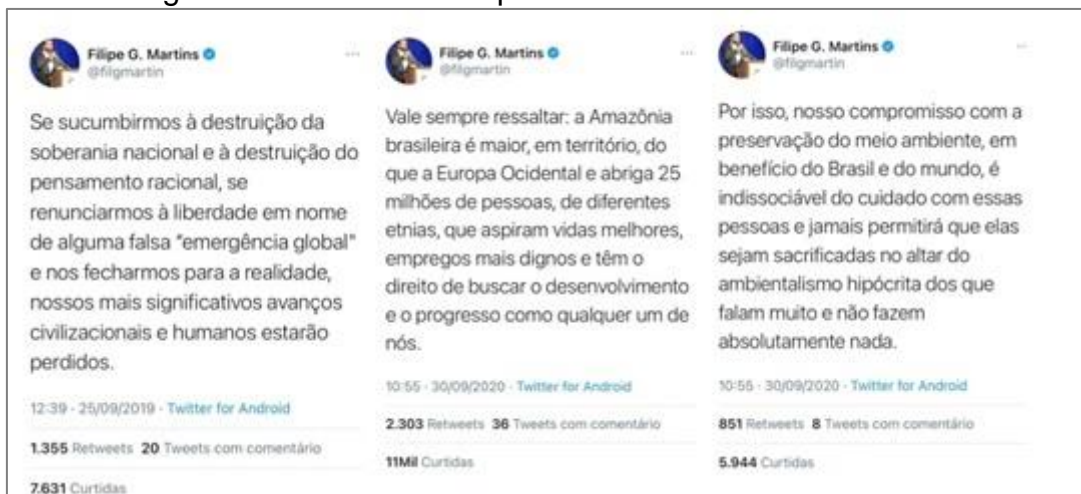 Filipe G. Martins
@filgmartin
Se sucumbirmos à destruição da
soberania nacional e à destruição do
pensamento racional, se
renunciarmos à liberdade em nome
de alguma falsa "emergência global"
e nos fecharmos para a realidade,
nossos mais significativos avanços
civilizacionais e humanos estarão
perdidos.
12:39 · 25/09/2019 · Twitter for Android
1.355 Retweets 20 Tweets com comentário
7.631 Curtidas
Filipe G. Martins
@filgmartin
Vale sempre ressaltar: a Amazônia
brasileira é maior, em território, do
que a Europa Ocidental e abriga 25
milhões de pessoas, de diferentes
etnias, que aspiram vidas melhores,
empregos mais dignos e têm o
direito de buscar o desenvolvimento
e o progresso como qualquer um de
nós.
10:55 · 30/09/2020 · Twitter for Android
2.303 Retweets 36 Tweets com comentário
11Mil Curtidas
Filipe G. Martins
@filgmartin
Por isso, nosso compromisso com a
preservação do meio ambiente, em
benefício do Brasil e do mundo, é
indissociável do cuidado com essas
pessoas e jamais permitirá que elas
sejam sacrificadas no altar do
ambientalismo hipócrita dos que
falam muito e não fazem
absolutamente nada.
10:55 · 30/09/2020 · Twitter for Android
851 Retweets 8 Tweets com comentário
5.944 Curtidas